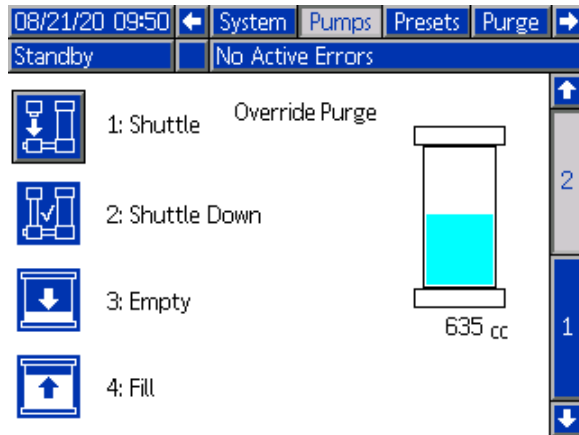 08/21/20 09:50 System Pumps Presets Purge
Standby No Active Errors
1: Shuttle Override Purge
2: Shuttle Down
2
3: Empty
635 cc
1
4: Fill